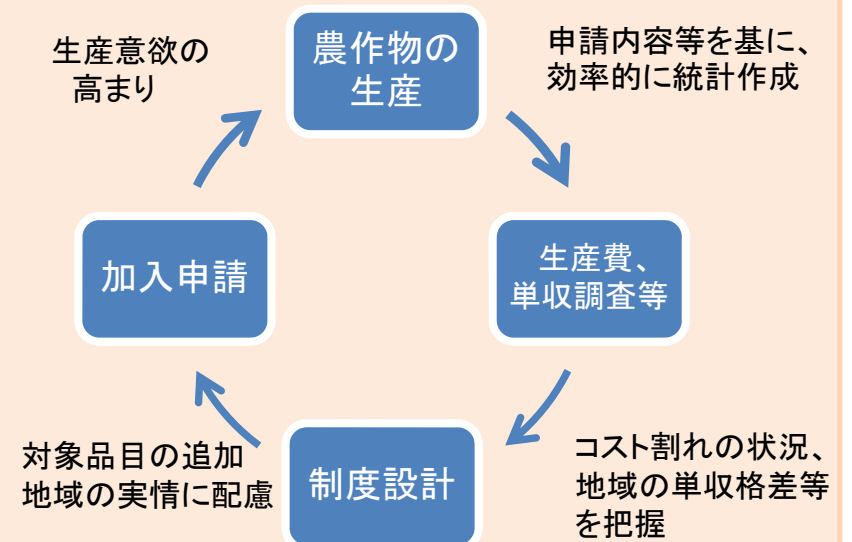 生産意欲の
高まり
農作物の
生産
申請内容等を基に、
効率的に統計作成
加入申請
生産費、
単収調査等
対象品目の追加
地域の実情に配慮
制度設計
コスト割れの状況、
地域の単収格差等
を把握